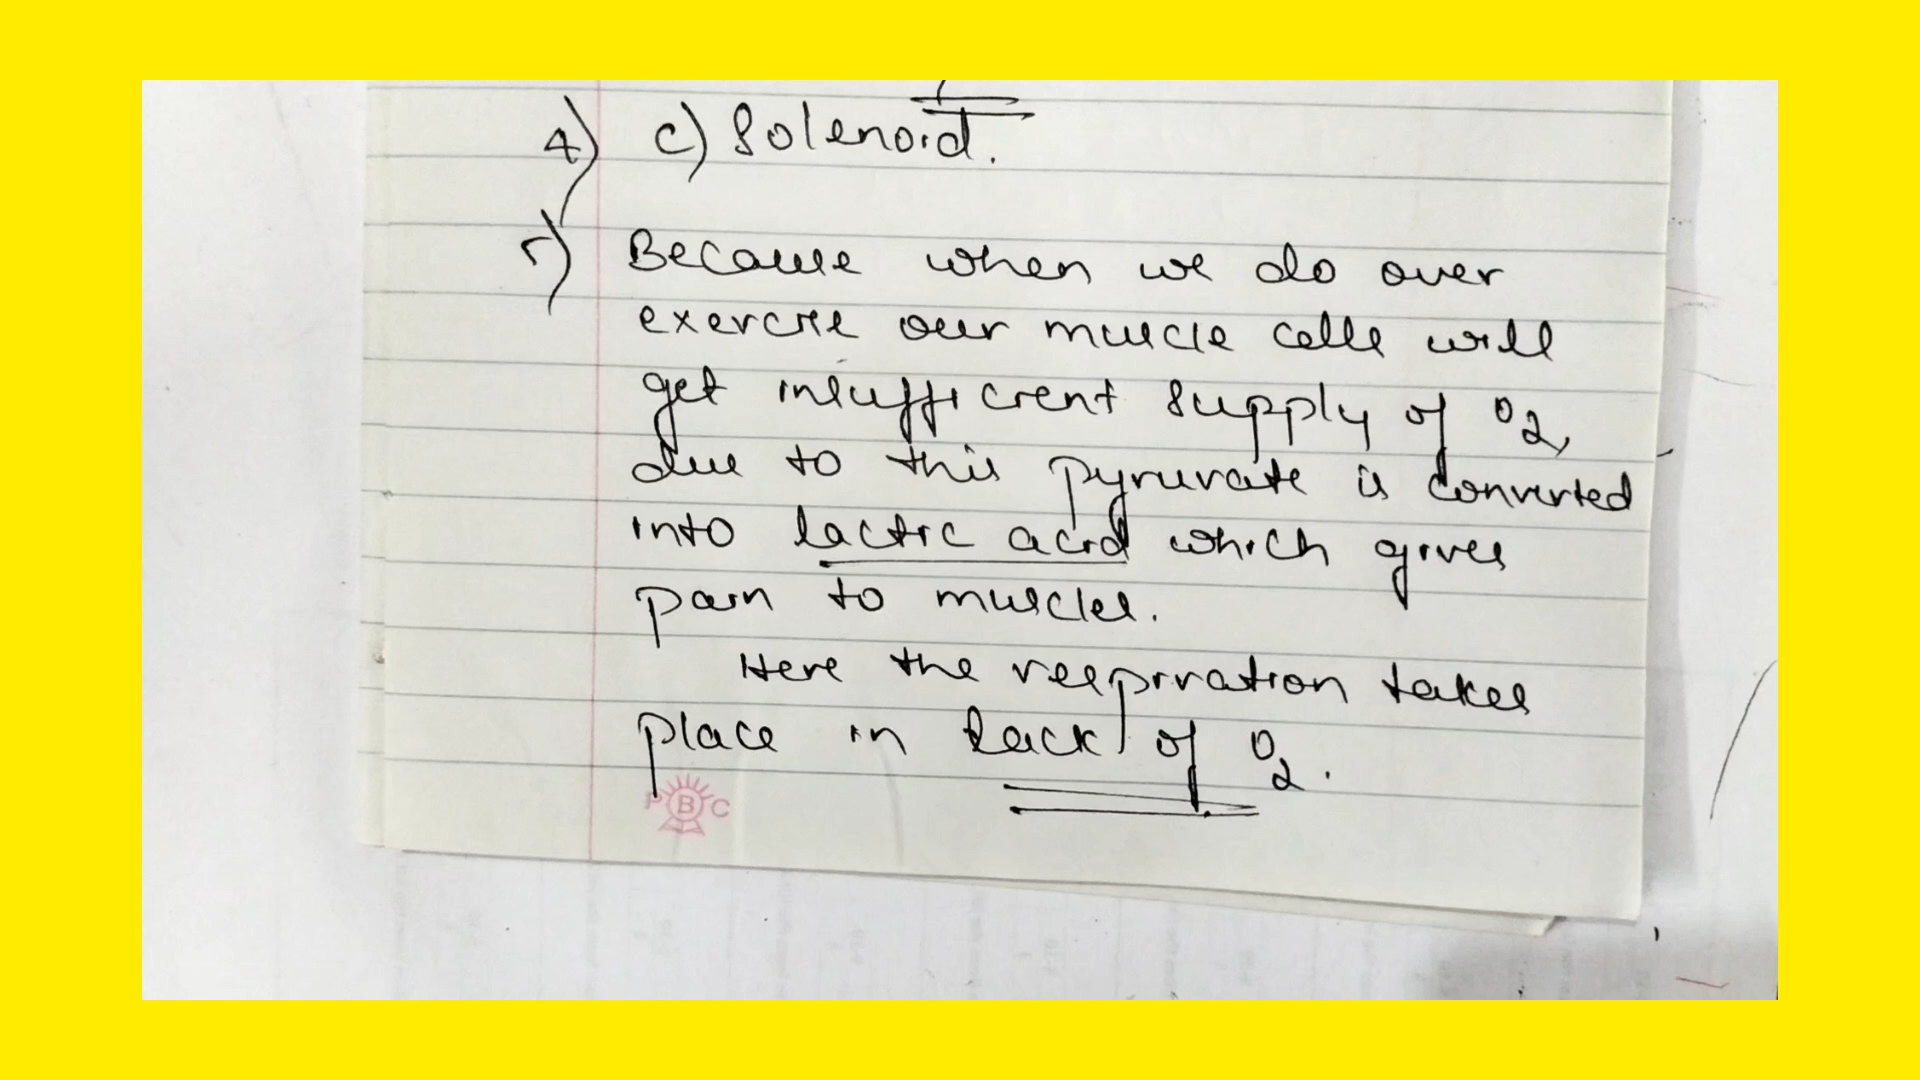 4) c) Solenoid.
5) Because when we do over
exercise our muscle cells will
get insufficient supply of O2,
due to this pyruvate is converted
into lactic acid which gives
pain to muscles.
Here the respiration takes
place in lack of O2.
P B C